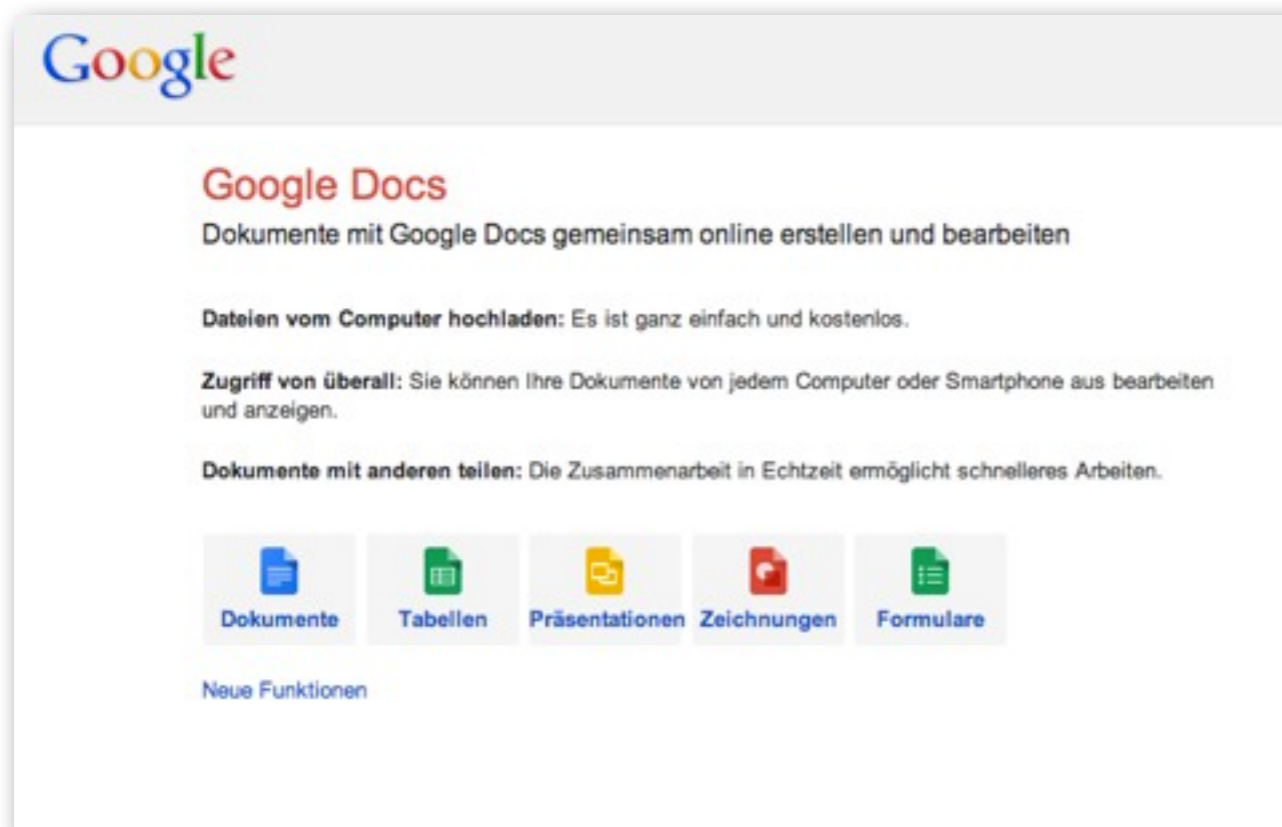 Google
Google Docs
Dokumente mit Google Docs gemeinsam online erstellen und bearbeiten
Dateien vom Computer hochladen: Es ist ganz einfach und kostenlos.
Zugriff von überall: Sie können Ihre Dokumente von jedem Computer oder Smartphone aus bearbeiten
und anzeigen.
Dokumente mit anderen teilen: Die Zusammenarbeit in Echtzeit ermöglicht schnelleres Arbeiten.
Dokumente Tabellen Präsentationen Zeichnungen Formulare
Neue Funktionen